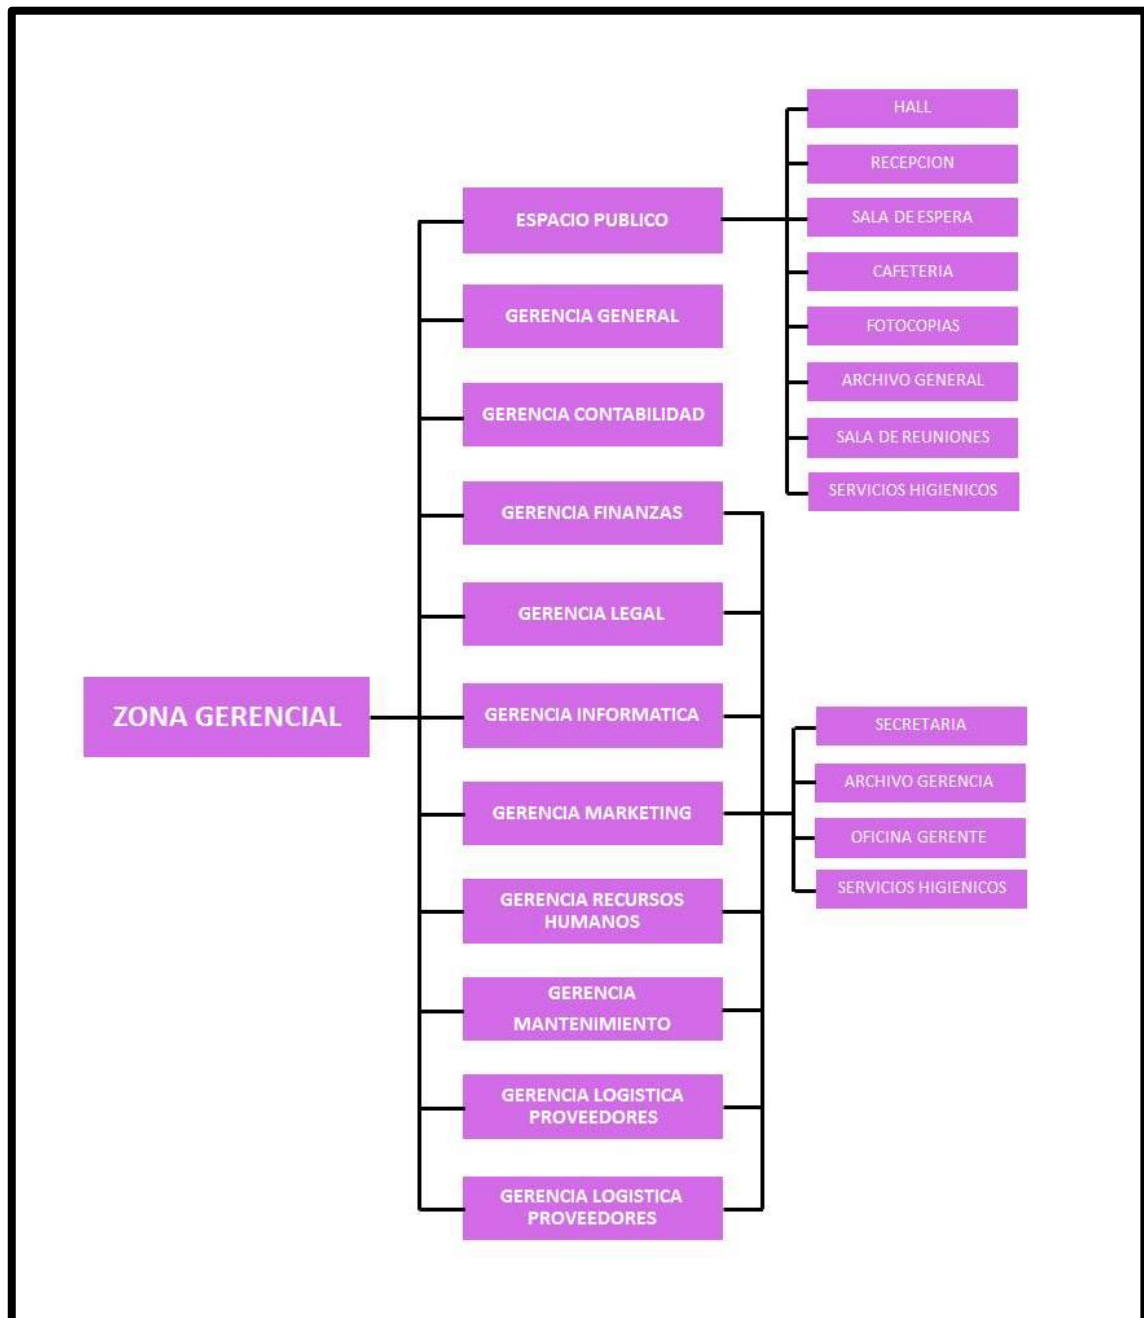 ZONA GERENCIAL
ESPACIO PUBLICO
GERENCIA GENERAL
GERENCIA CONTABILIDAD
GERENCIA FINANZAS
GERENCIA LEGAL
GERENCIA INFORMATICA
GERENCIA MARKETING
GERENCIA RECURSOS
HUMANOS
GERENCIA
MANTENIMIENTO
GERENCIA LOGISTICA
PROVEEDORES
GERENCIA LOGISTICA
PROVEEDORES
HALL
RECEPCION
SALA DE ESPERA
CAFETERIA
FOTOCOPIAS
ARCHIVO GENERAL
SALA DE REUNIONES
SERVICIOS HIGIENICOS
SECRETARIA
ARCHIVO GERENCIA
OFICINA GERENTE
SERVICIOS HIGIENICOS